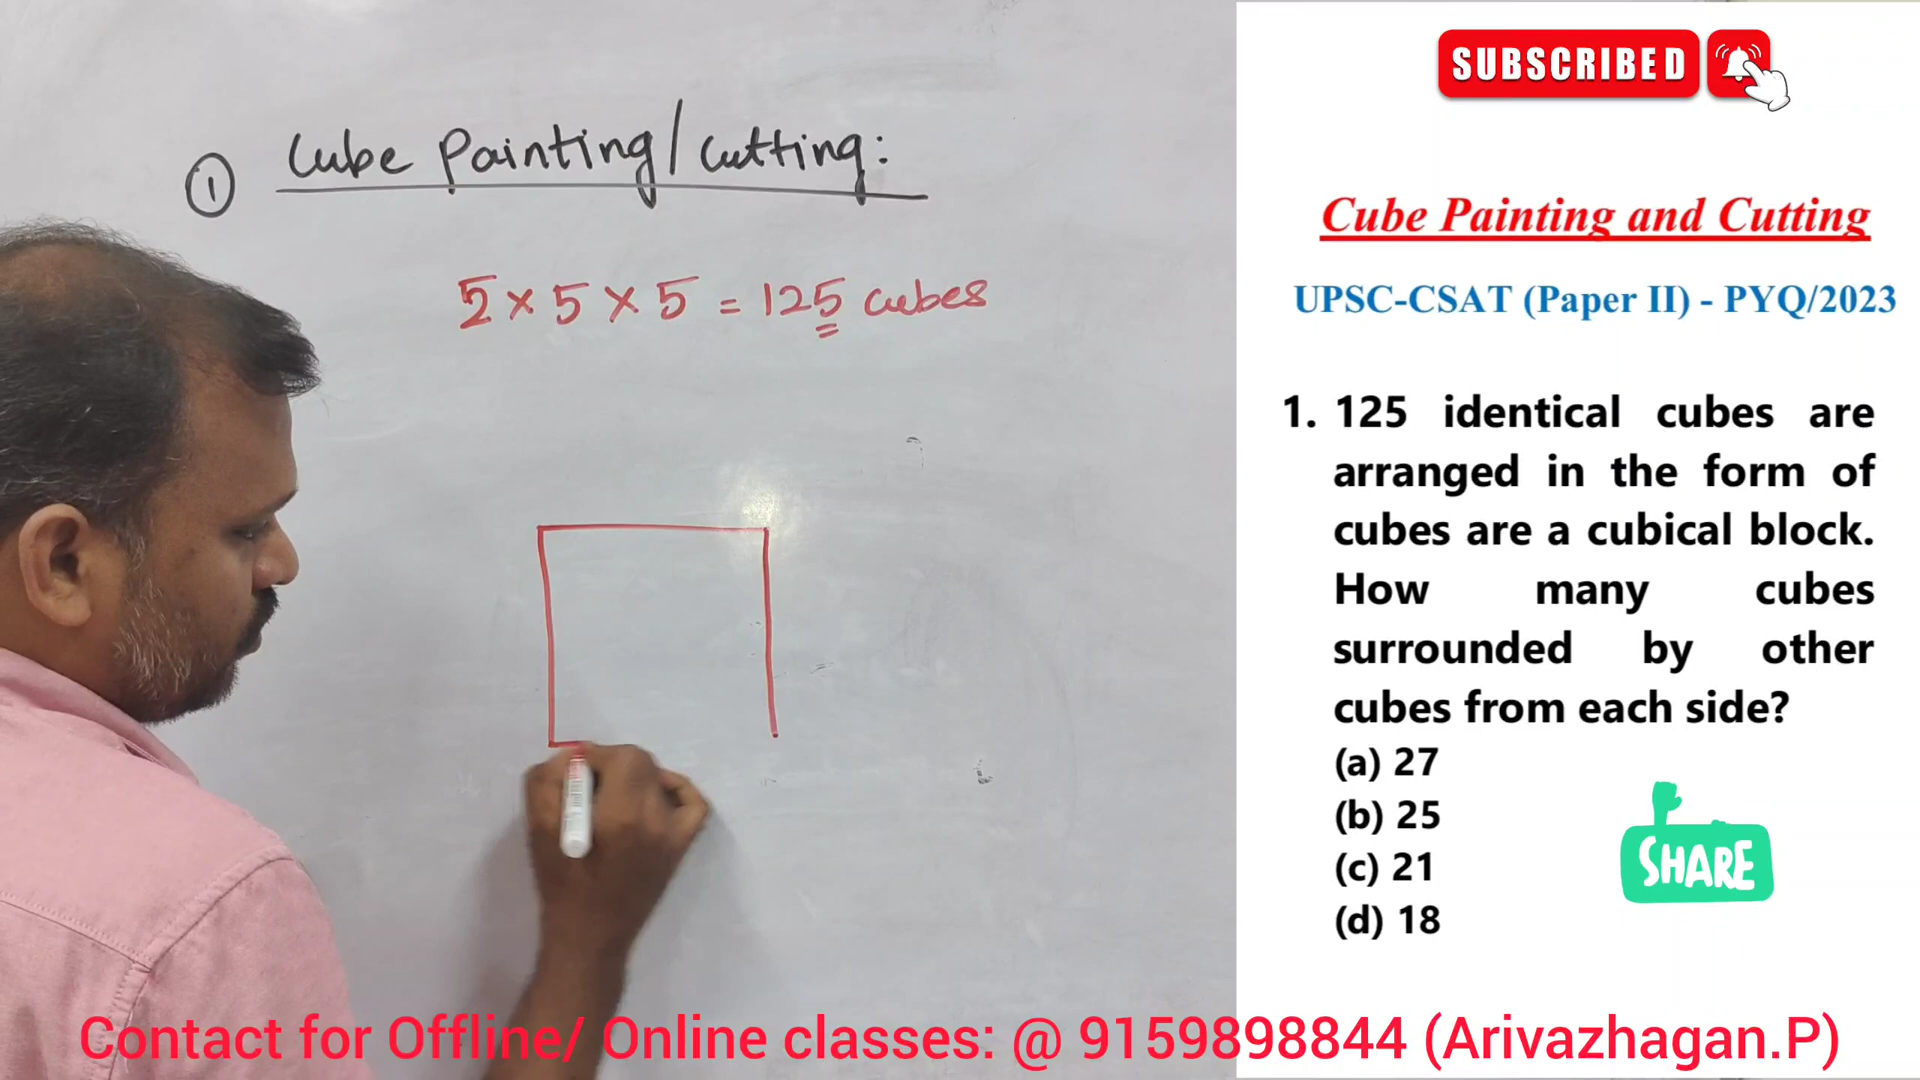 ① Cube Painting/Cutting:
5 × 5 × 5 = 125 cubes
SUBSCRIBED
Cube Painting and Cutting
UPSC-CSAT (Paper II) - PYQ/2023
1. 125 identical cubes are
arranged in the form of
cubes are a cubical block.
How many cubes
surrounded by other
cubes from each side?
(a) 27
(b) 25
(c) 21
(d) 18
SHARE
Contact for Offline/ Online classes: @ 9159898844 (Arivazhagan.P)